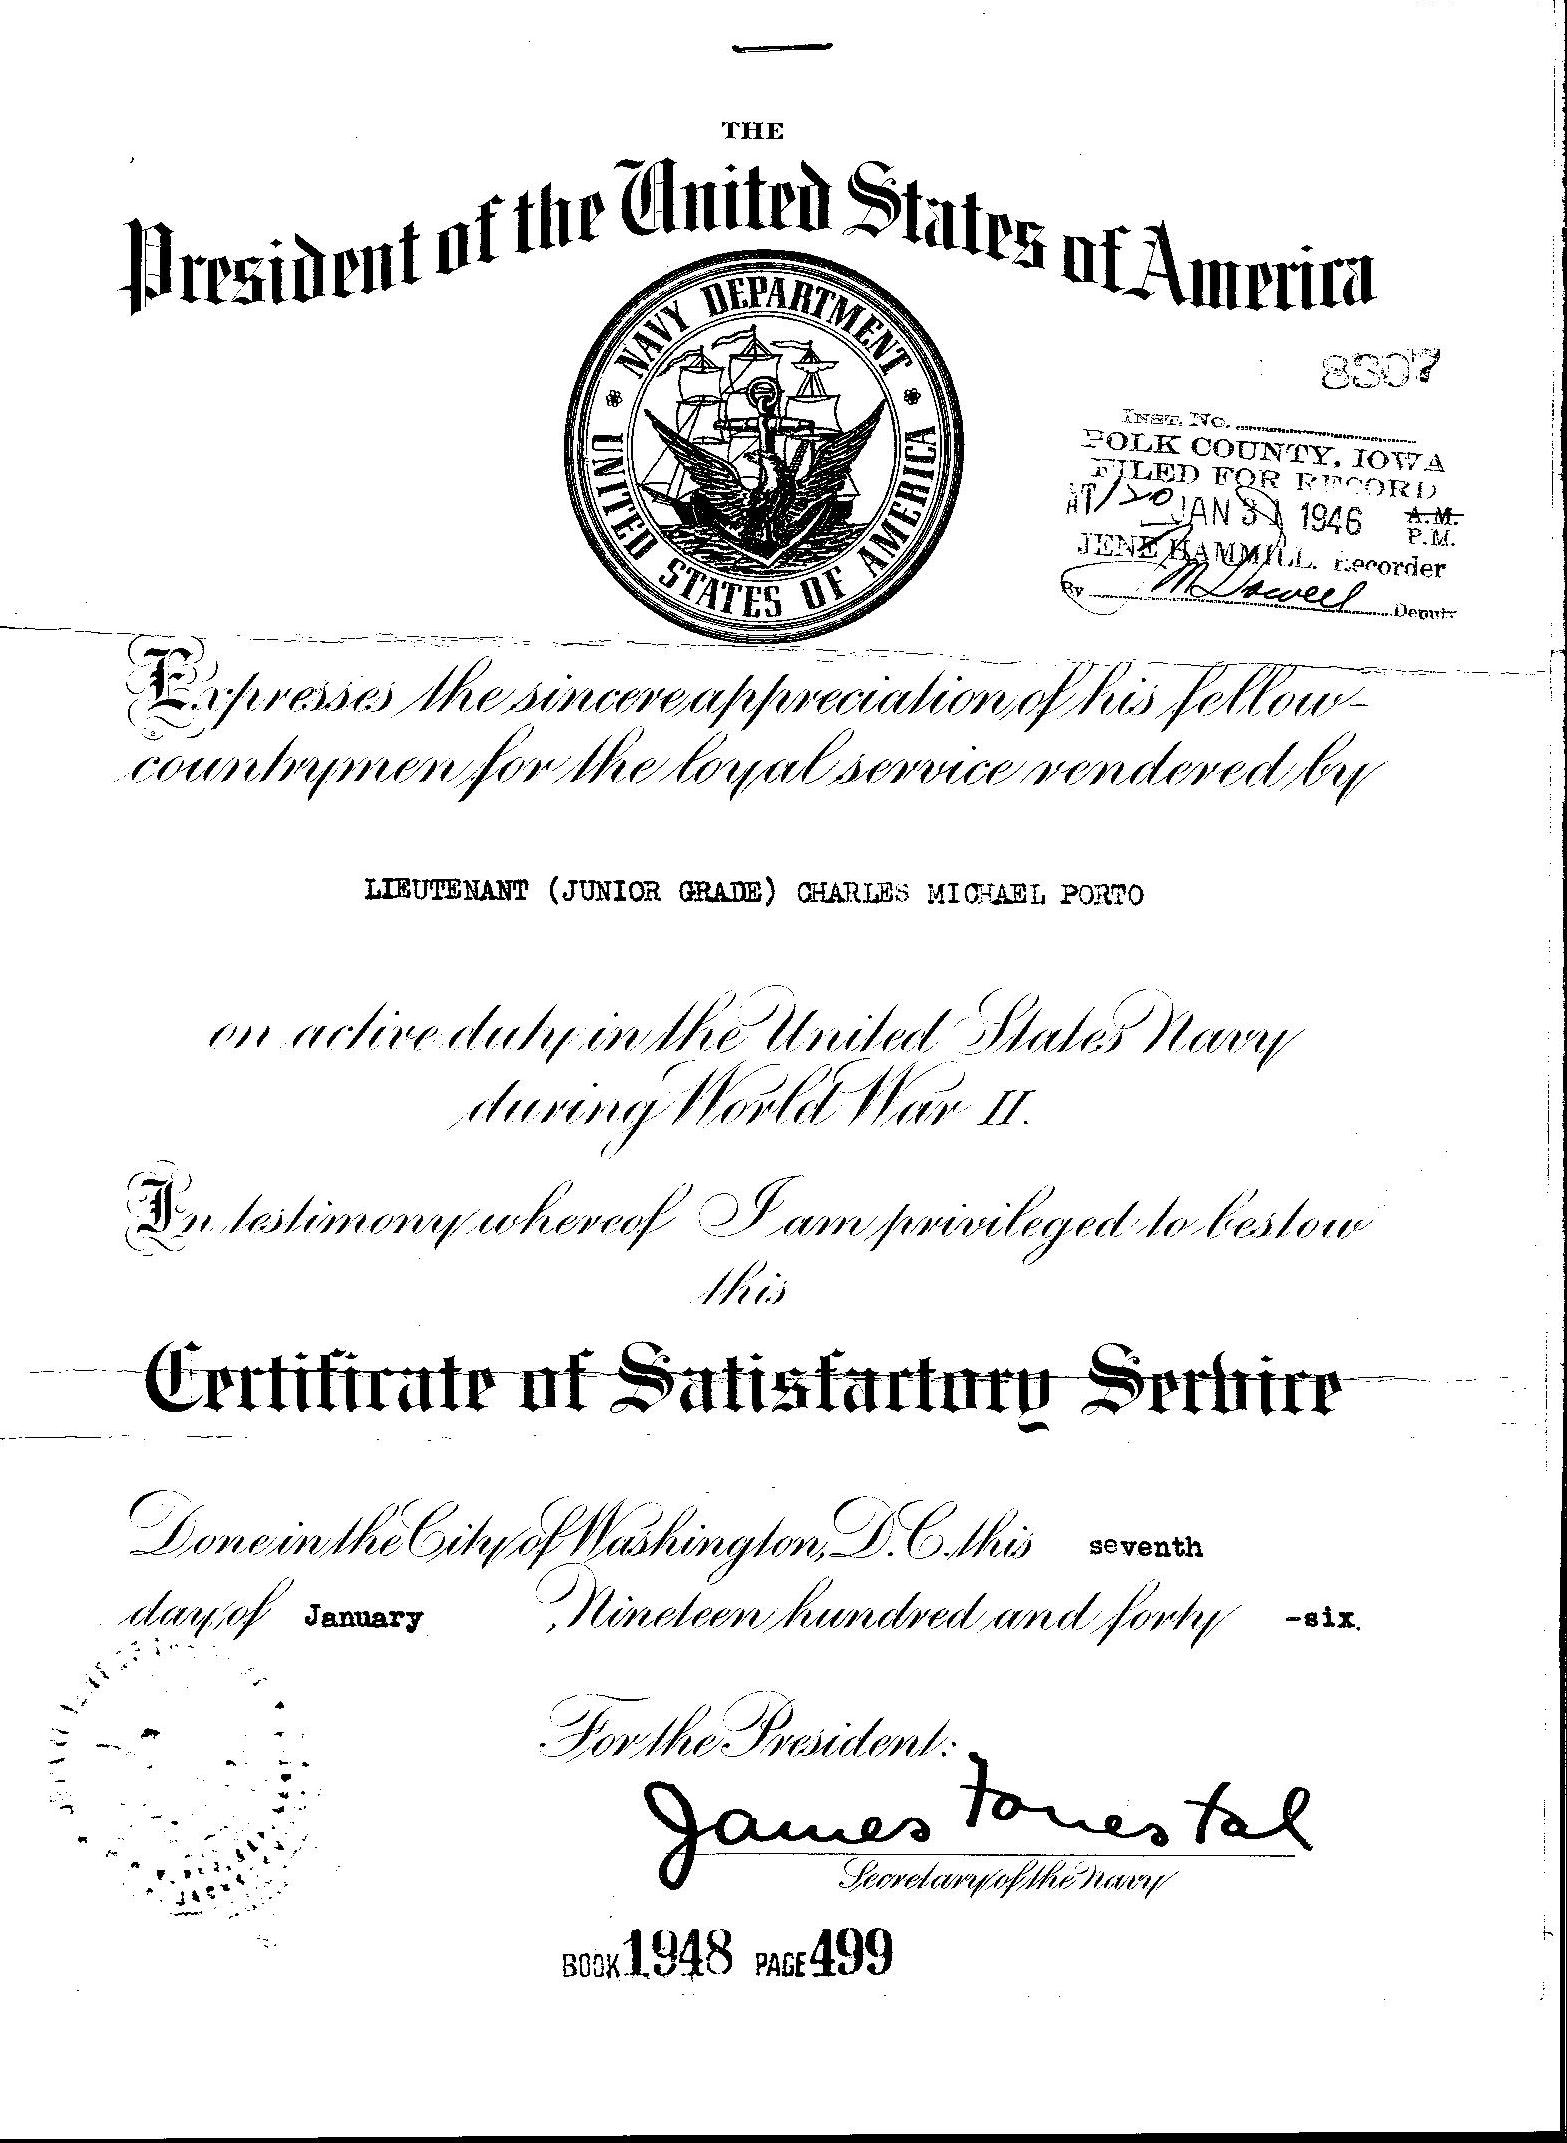 THE
President of the United States of America
NAVY DEPARTMENT
UNITED STATES OF AMERICA
8307
INST. No.
POLK COUNTY, IOWA
FILED FOR RECORD
AT 120 JAN 31 1946 A.M.
P.M.
JENE HAMMILL, Recorder
By McDowell Deputy
Expresses the sincere appreciation of his fellow-
countrymen for the loyal service rendered by
LIEUTENANT (JUNIOR GRADE) CHARLES MICHAEL PORTO
on active duty in the United States Navy
during World War II.
In testimony whereof I am privileged to bestow
this
Certificate of Satisfactory Service
Done in the City of Washington, D.C. this seventh
day of January Nineteen hundred and forty -six.
For the President:
James Forrestal
Secretary of the Navy
BOOK 1948 PAGE 499